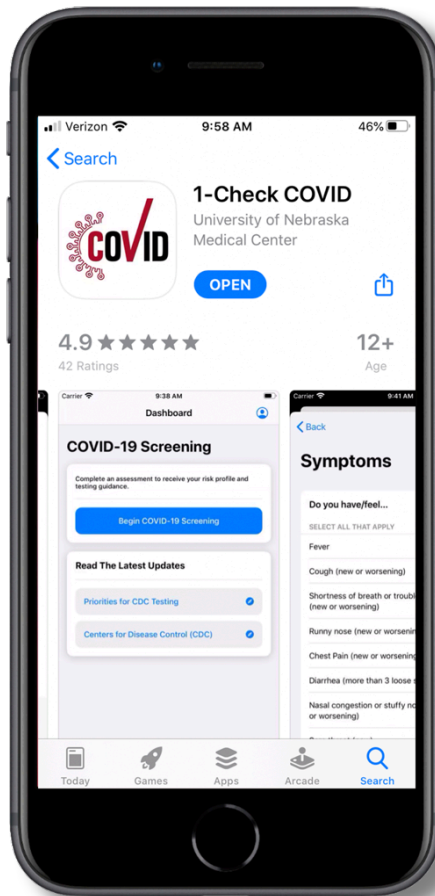 Verizon 9:58 AM 46%
Search
COVID
1-Check COVID
University of Nebraska
Medical Center
OPEN
4.9
42 Ratings
12+
Age
Carrier 9:38 AM
Dashboard
COVID-19 Screening
Complete an assessment to receive your risk profile and
testing guidance.
Begin COVID-19 Screening
Read The Latest Updates
Priorities for CDC Testing
Centers for Disease Control (CDC)
Carrier 9:41 AM
Back
Symptoms
Do you have/feel...
SELECT ALL THAT APPLY
Fever
Cough (new or worsening)
Shortness of breath or troubl
(new or worsening)
Runny nose (new or worsenin
Chest Pain (new or worsening
Diarrhea (more than 3 loose s
Nasal congestion or stuffy no
or worsening)
Today
Games
Apps
Arcade
Search